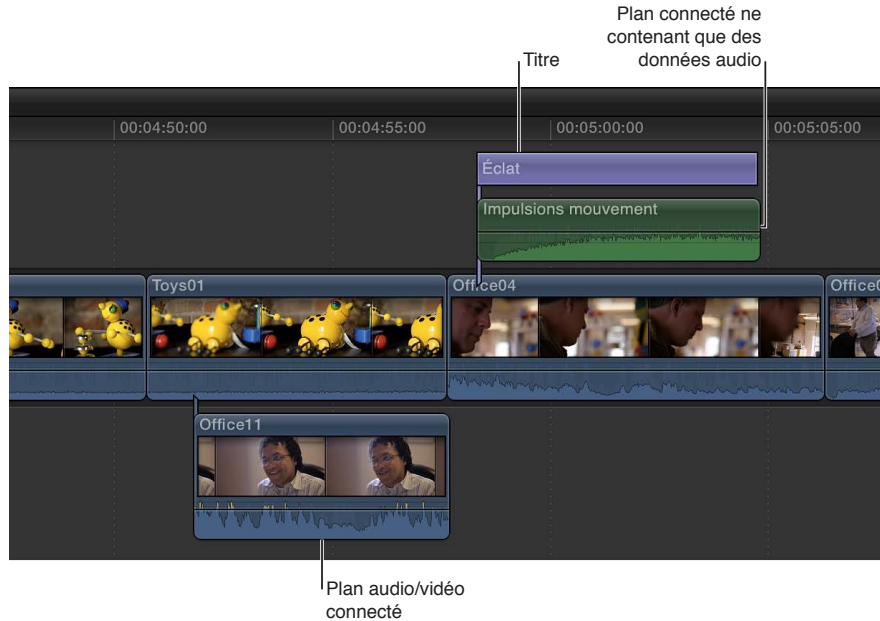 Plan connecté ne
contenant que des
données audio
Titre
00:04:50:00
00:04:55:00
00:05:00:00
00:05:05:00
Éclat
Impulsions mouvement
Toys01
Office04
Office0
Office11
Plan audio/vidéo
connecté